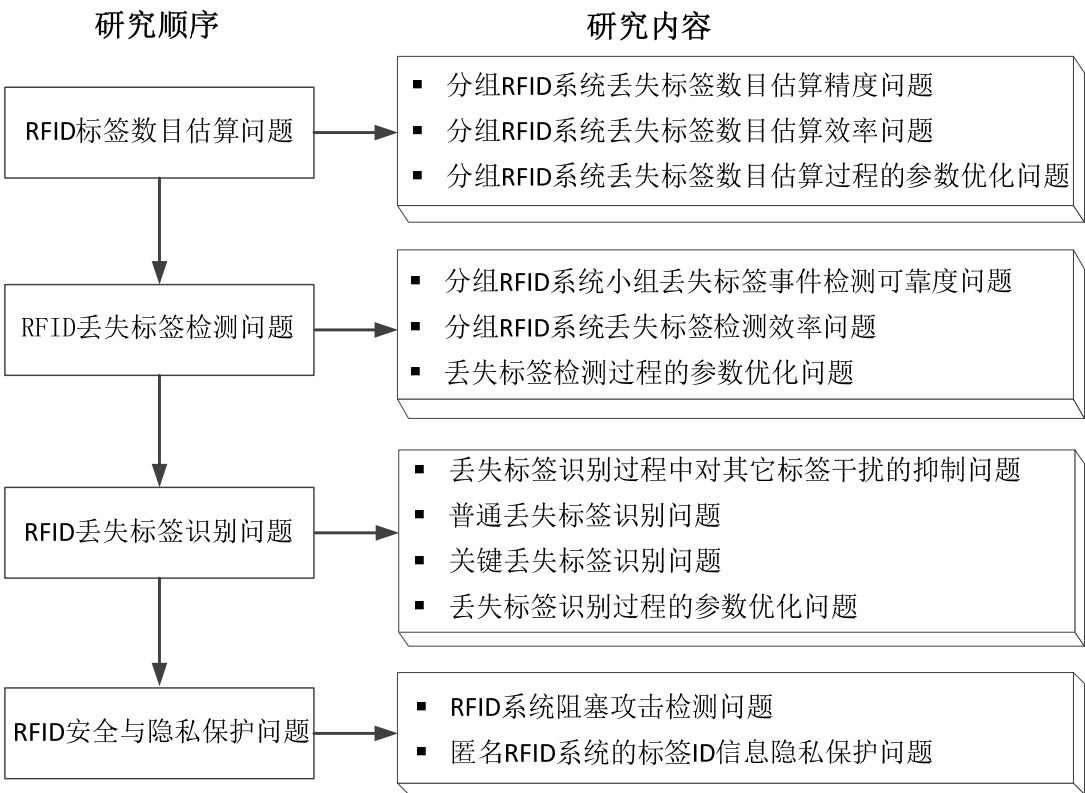 研究顺序
研究内容
RFID标签数目估算问题
▪ 分组RFID系统丢失标签数目估算精度问题
▪ 分组RFID系统丢失标签数目估算效率问题
▪ 分组RFID系统丢失标签数目估算过程的参数优化问题
RFID丢失标签检测问题
▪ 分组RFID系统小组丢失标签事件检测可靠度问题
▪ 分组RFID系统丢失标签检测效率问题
▪ 丢失标签检测过程的参数优化问题
RFID丢失标签识别问题
▪ 丢失标签识别过程中对其它标签干扰的抑制问题
▪ 普通丢失标签识别问题
▪ 关键丢失标签识别问题
▪ 丢失标签识别过程的参数优化问题
RFID安全与隐私保护问题
▪ RFID系统阻塞攻击检测问题
▪ 匿名RFID系统的标签ID信息隐私保护问题